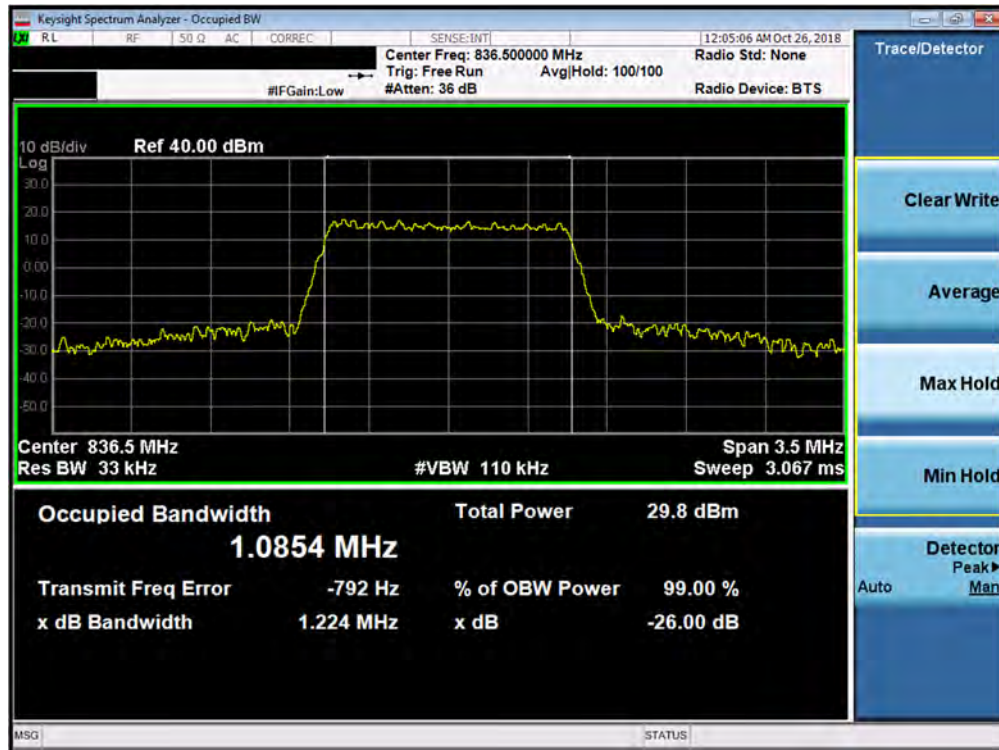 Keysight Spectrum Analyzer - Occupied BW
LXI RL RF 50 Ω AC CORREC SENSE:INT 12:05:06 AM Oct 26, 2018
Center Freq: 836.500000 MHz Radio Std: None
Trig: Free Run Avg|Hold: 100/100
#IFGain:Low #Atten: 36 dB Radio Device: BTS
10 dB/div Ref 40.00 dBm
Log
30.0
20.0
10.0
0.00
-10.0
-20.0
-30.0
-40.0
-50.0
Center 836.5 MHz Span 3.5 MHz
Res BW 33 kHz #VBW 110 kHz Sweep 3.067 ms
Occupied Bandwidth Total Power 29.8 dBm
1.0854 MHz
Transmit Freq Error -792 Hz % of OBW Power 99.00 %
x dB Bandwidth 1.224 MHz x dB -26.00 dB
MSG STATUS
Trace/Detector
Clear Write
Average
Max Hold
Min Hold
Detector
Peak►
Auto Man